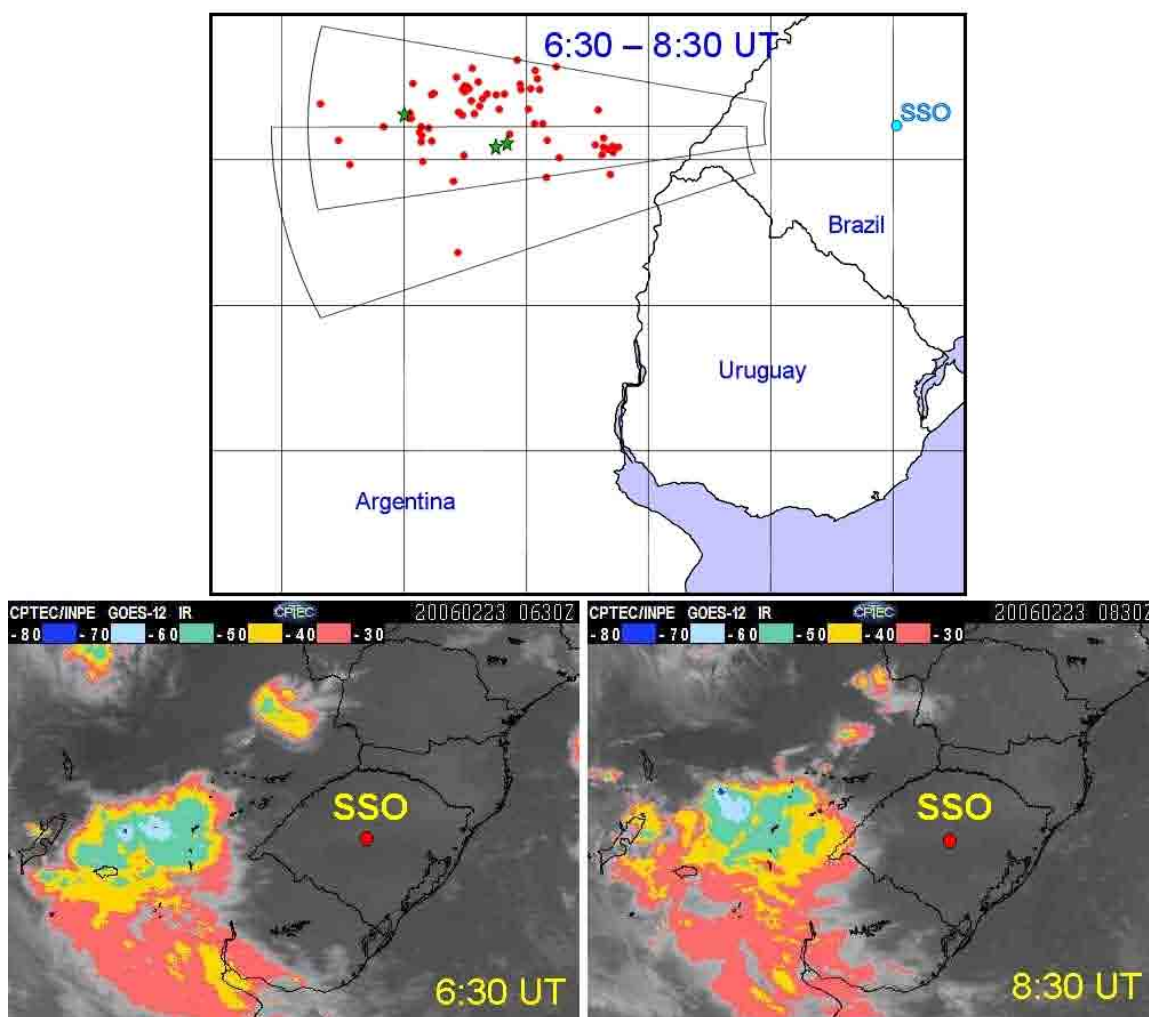 6:30 – 8:30 UT
SSO
Brazil
Uruguay
Argentina
CPTEC/INPE GOES-12 IR CPTEC 20060223 0630Z
-80 -70 -60 -50 -40 -30
SSO
6:30 UT
CPTEC/INPE GOES-12 IR CPTEC 20060223 0830Z
-80 -70 -60 -50 -40 -30
SSO
8:30 UT